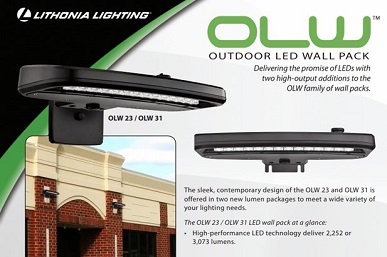 LITHONIA LIGHTING®
OLW™
OUTDOOR LED WALL PACK
Delivering the promise of LEDs with
two high-output additions to the
OLW family of wall packs.
OLW 23 / OLW 31
The sleek, contemporary design of the OLW 23 and OLW 31 is
offered in two new lumen packages to meet a wide variety of
your lighting needs.
The OLW 23 / OLW 31 LED wall pack at a glance:
• High-performance LED technology deliver 2,252 or
3,073 lumens.